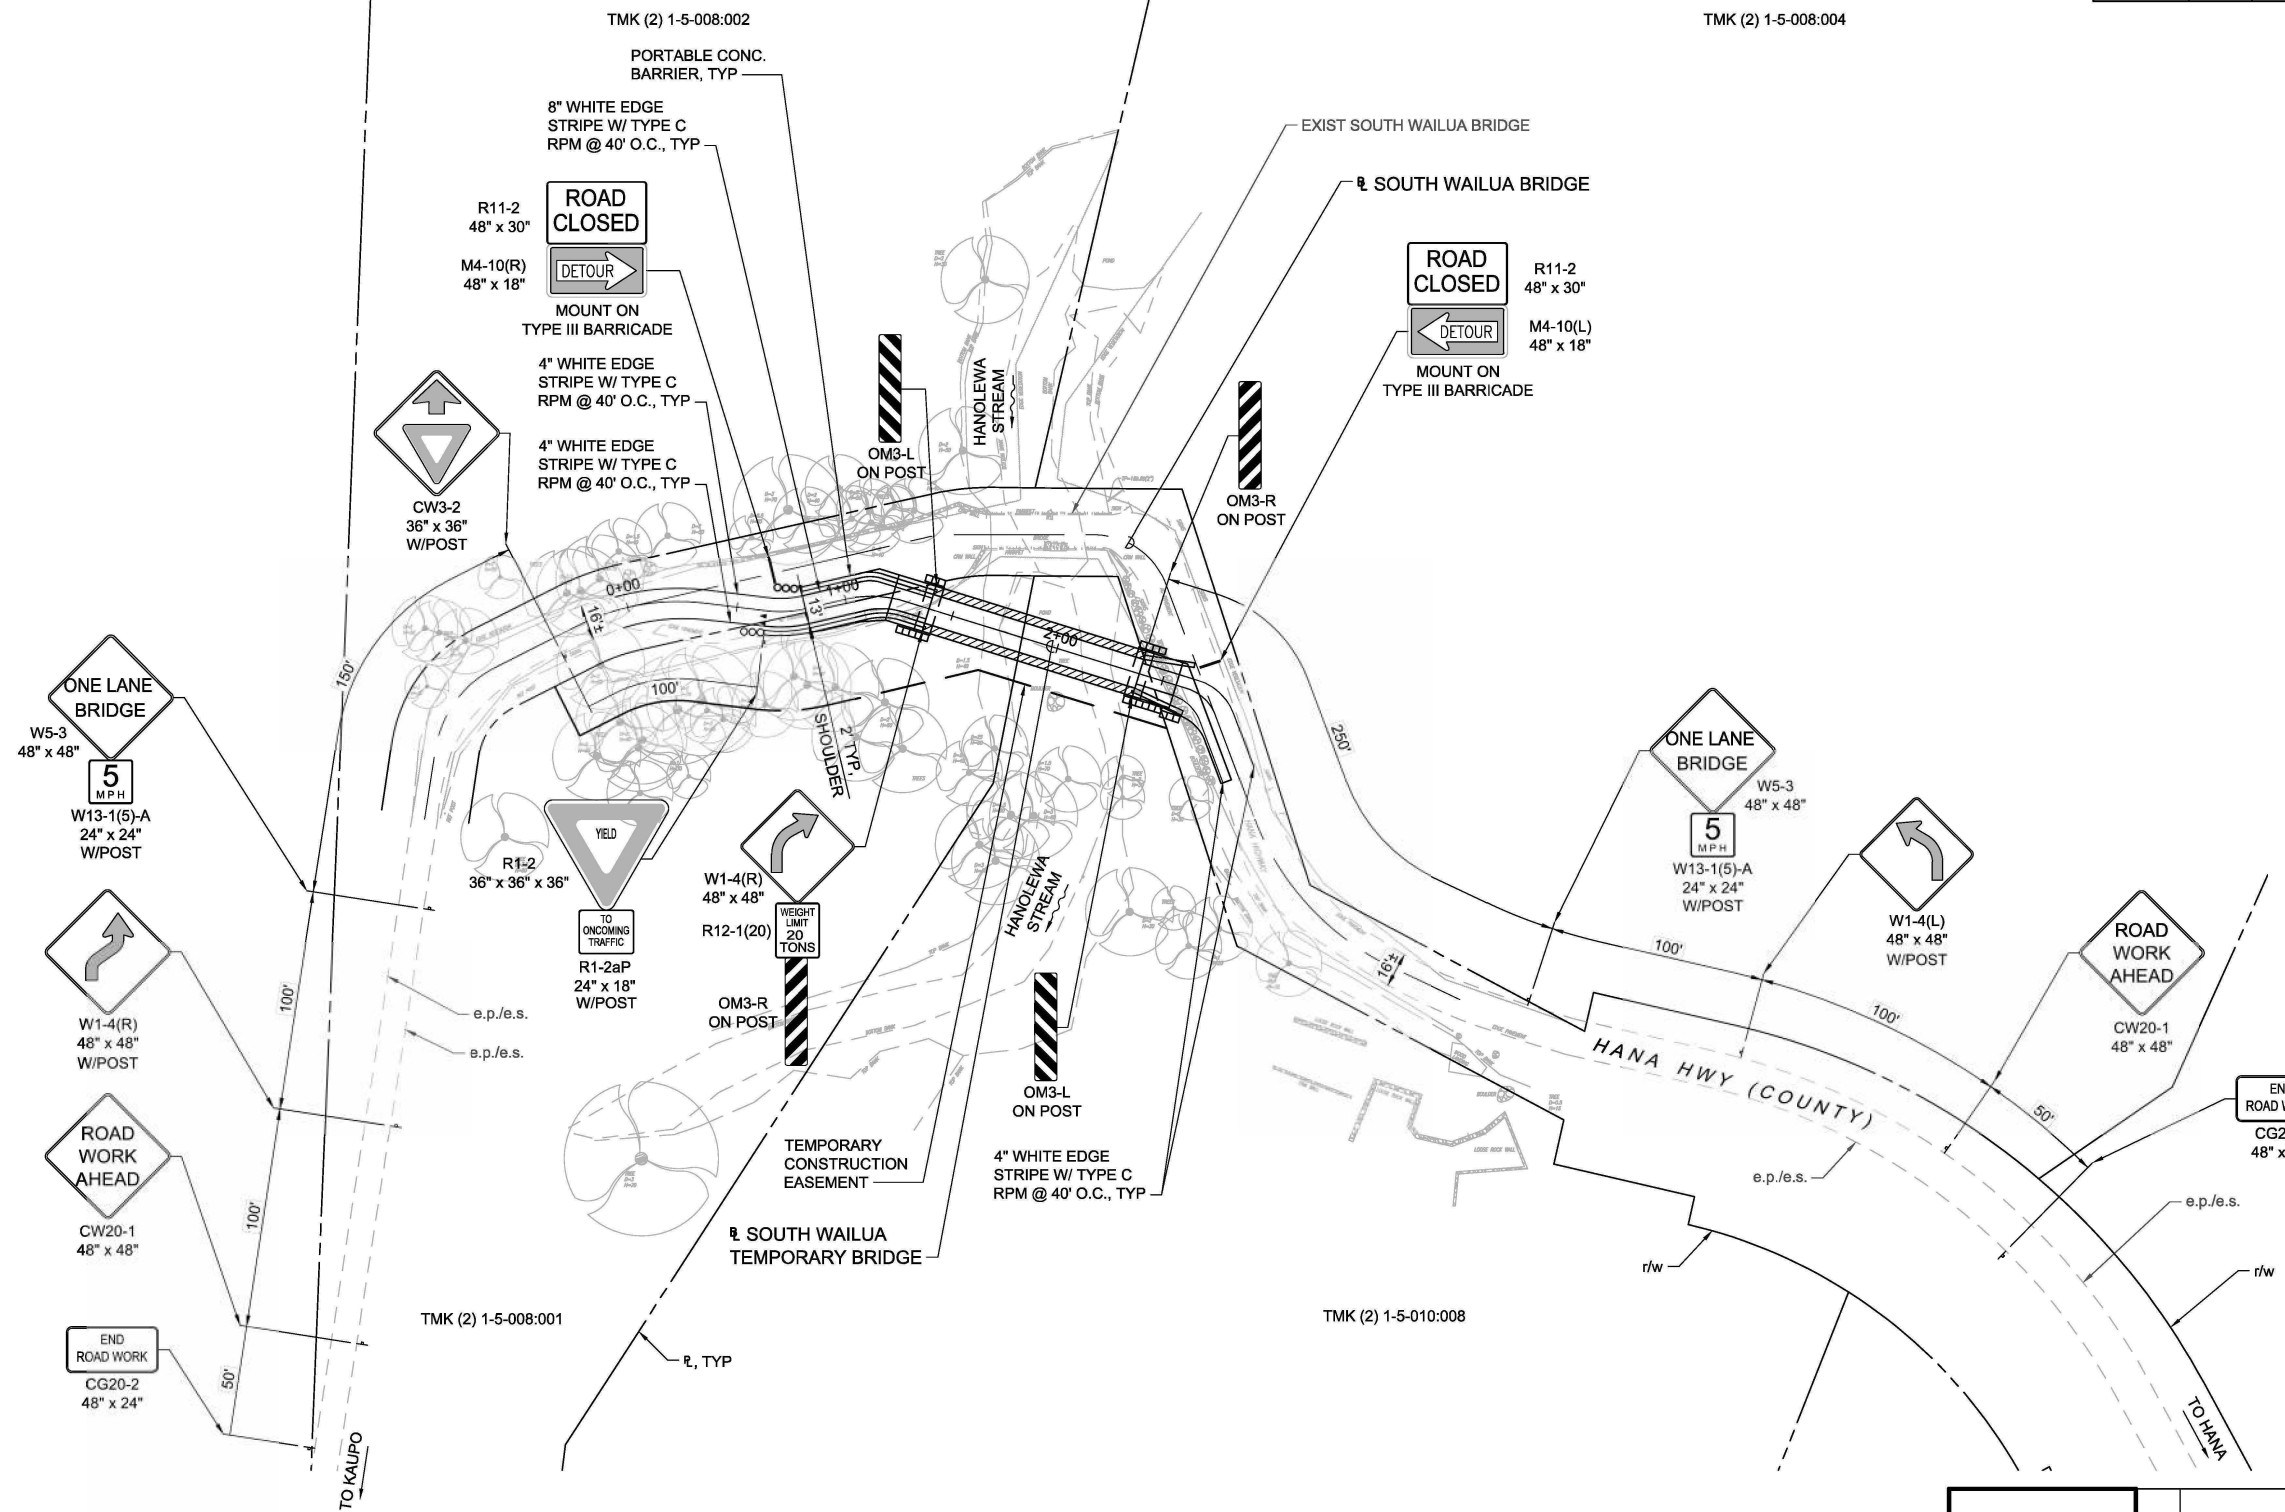 TMK (2) 1-5-008:002
TMK (2) 1-5-008:004
PORTABLE CONC.
BARRIER, TYP
8" WHITE EDGE
STRIPE W/ TYPE C
RPM @ 40' O.C., TYP
EXIST SOUTH WAILUA BRIDGE
℄ SOUTH WAILUA BRIDGE
R11-2
48" x 30"
ROAD
CLOSED
M4-10(R)
48" x 18"
DETOUR
MOUNT ON
TYPE III BARRICADE
ROAD
CLOSED
R11-2
48" x 30"
DETOUR
M4-10(L)
48" x 18"
MOUNT ON
TYPE III BARRICADE
4" WHITE EDGE
STRIPE W/ TYPE C
RPM @ 40' O.C., TYP
4" WHITE EDGE
STRIPE W/ TYPE C
RPM @ 40' O.C., TYP
CW3-2
36" x 36"
W/POST
OM3-L
ON POST
HANOLEWA
STREAM
OM3-R
ON POST
0+00
1+00
2+00
16'±
13'
150'
100'
2' TYP,
SHOULDER
250'
ONE LANE
BRIDGE
W5-3
48" x 48"
5
MPH
W13-1(5)-A
24" x 24"
W/POST
YIELD
R1-2
36" x 36" x 36"
TO
ONCOMING
TRAFFIC
R1-2aP
24" x 18"
W/POST
W1-4(R)
48" x 48"
R12-1(20)
WEIGHT
LIMIT
20
TONS
OM3-R
ON POST
HANOLEWA
STREAM
OM3-L
ON POST
ONE LANE
BRIDGE
W5-3
48" x 48"
5
MPH
W13-1(5)-A
24" x 24"
W/POST
W1-4(L)
48" x 48"
W/POST
ROAD
WORK
AHEAD
CW20-1
48" x 48"
100'
100'
50'
16'±
HANA HWY (COUNTY)
e.p./e.s.
e.p./e.s.
r/w
r/w
TO HANA
W1-4(R)
48" x 48"
W/POST
100'
e.p./e.s.
e.p./e.s.
ROAD
WORK
AHEAD
CW20-1
48" x 48"
100'
END
ROAD WORK
CG20-2
48" x 24"
50'
TO KAUPO
TEMPORARY
CONSTRUCTION
EASEMENT
4" WHITE EDGE
STRIPE W/ TYPE C
RPM @ 40' O.C., TYP
℄ SOUTH WAILUA
TEMPORARY BRIDGE
TMK (2) 1-5-008:001
TMK (2) 1-5-010:008
℄, TYP